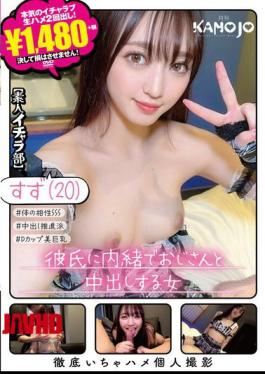 本気のイチャラブ
生ハメ2回出し!
¥1,480+税
決して損はさせません!
KANOJO
【素人イチャラ部】
すず(20)
#体の相性SSS
#中出し推進派
#Dカップ美巨乳
彼氏に内緒でおじさんと
中出しする女
JAVHD
徹底いちゃハメ個人撮影